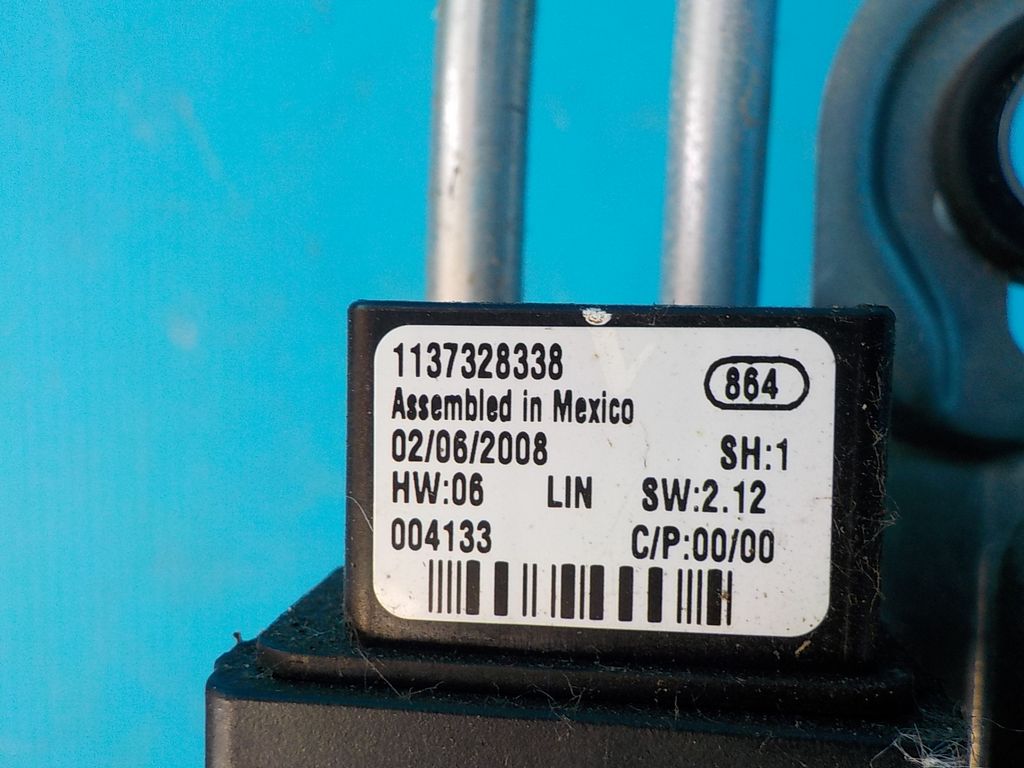 1137328338
864
Assembled in Mexico
02/06/2008 SH:1
HW:06 LIN SW:2.12
004133 C/P:00/00